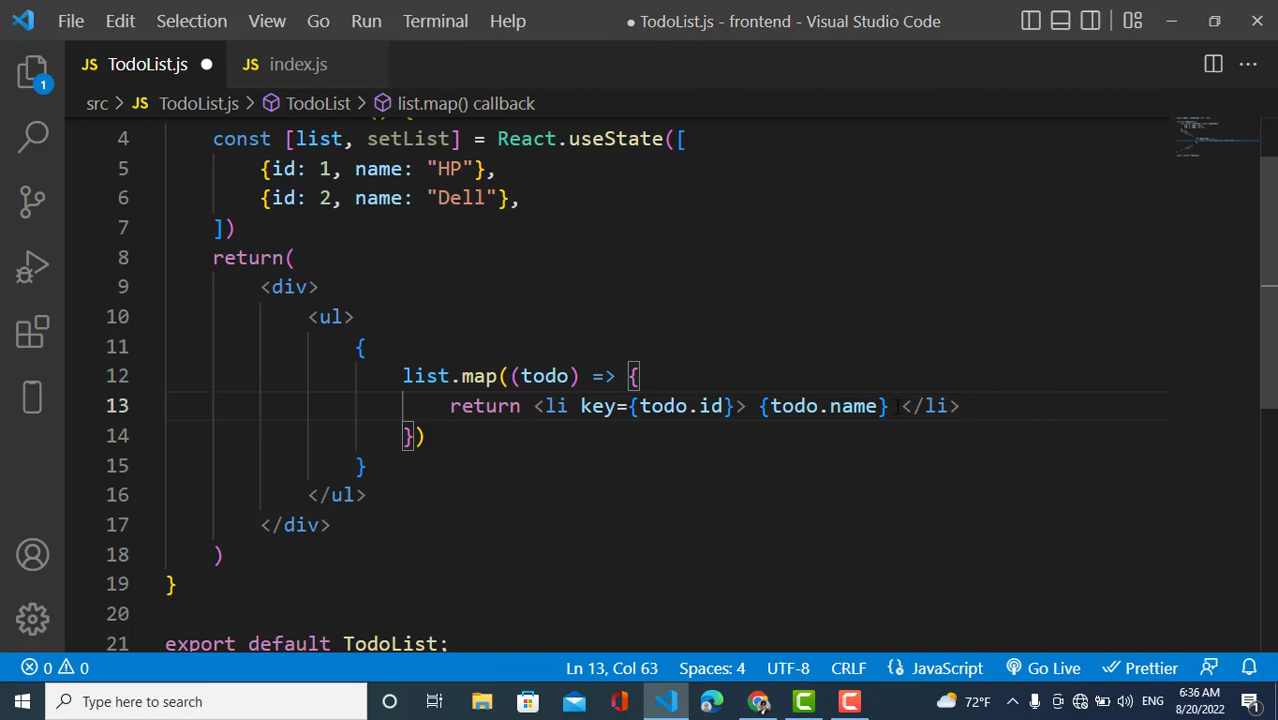 File Edit Selection View Go Run Terminal Help ● TodoList.js - frontend - Visual Studio Code
JS TodoList.js ● JS index.js
src > JS TodoList.js > TodoList > list.map() callback
4 const [list, setList] = React.useState([
5 {id: 1, name: "HP"},
6 {id: 2, name: "Dell"},
7 ])
8 return(
9 <div>
10 <ul>
11 {
12 list.map((todo) => {
13 return <li key={todo.id}> {todo.name} </li>
14 })
15 }
16 </ul>
17 </div>
18 )
19 }
20
21 export default TodoList;
1
0 0 Ln 13, Col 63 Spaces: 4 UTF-8 CRLF JavaScript Go Live Prettier
Type here to search 72°F ENG 6:36 AM
8/20/2022 1